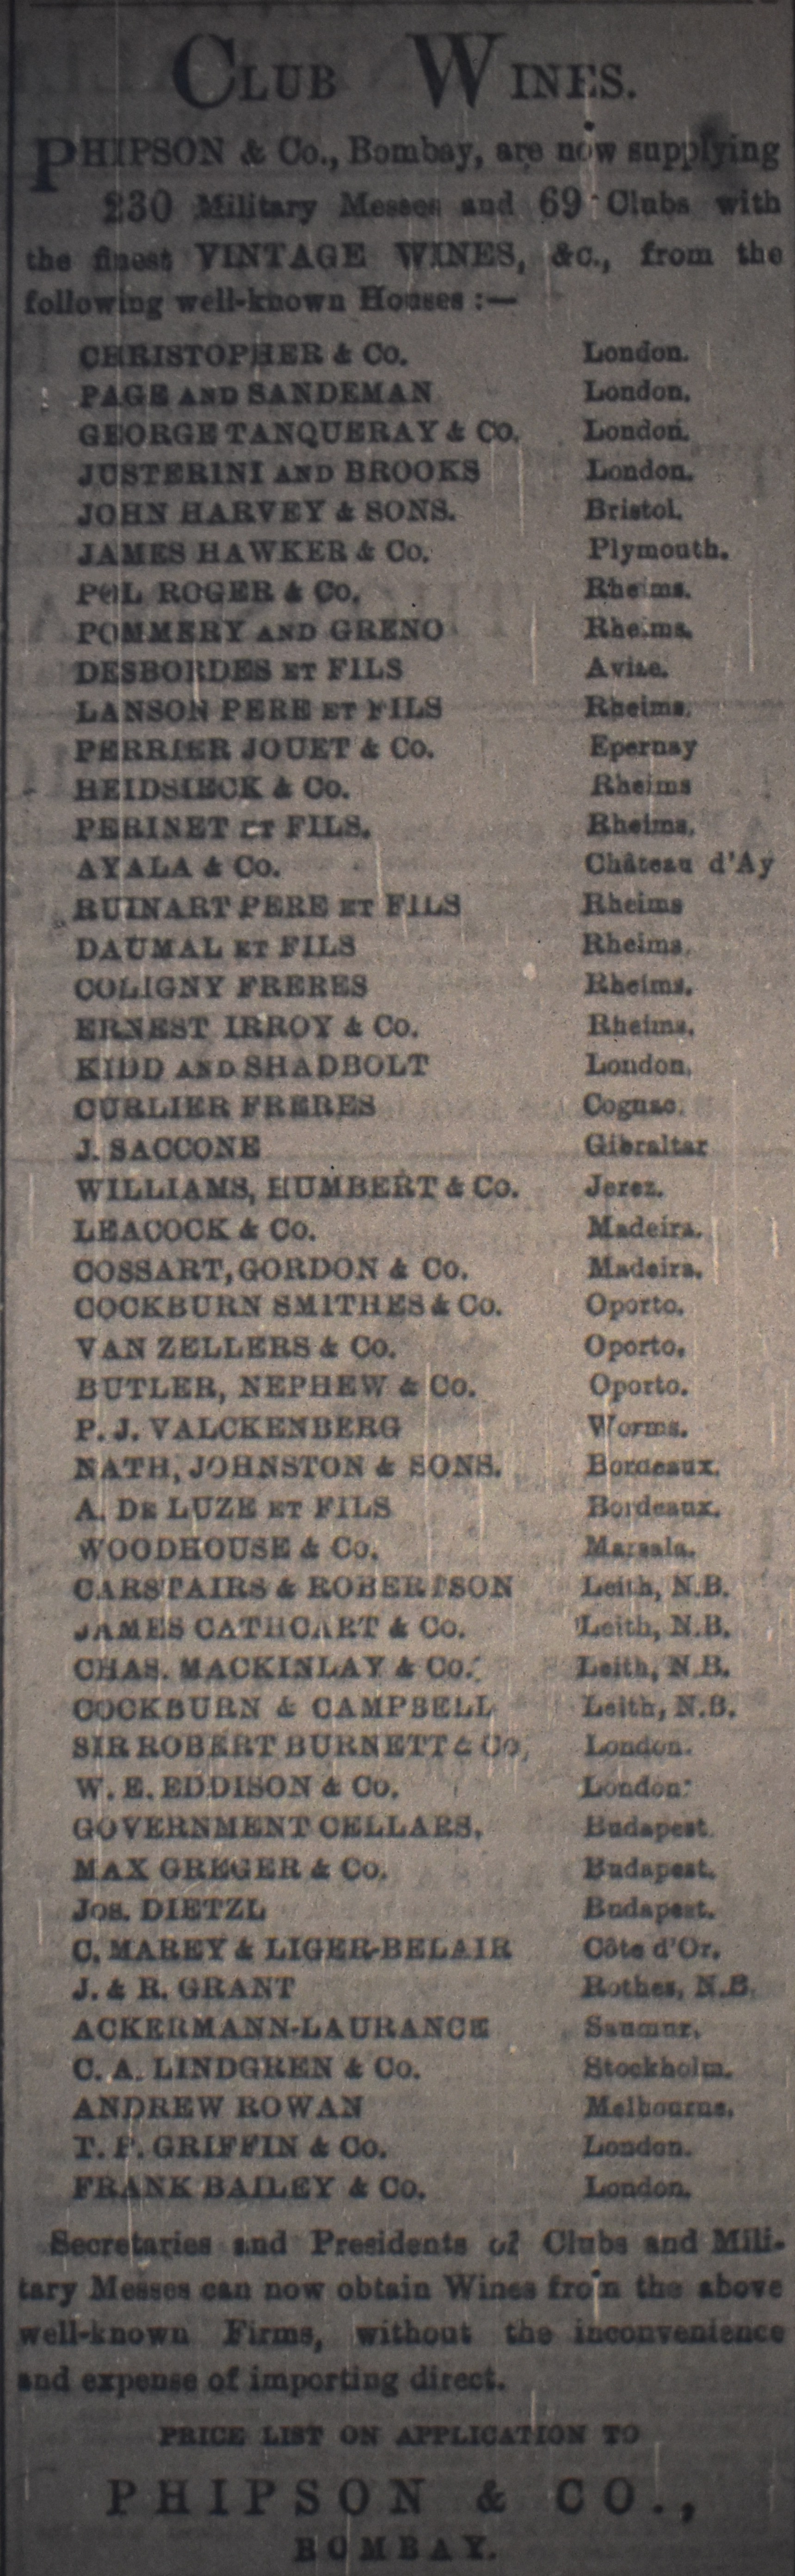 CLUB WINES.
PHIPSON & Co., Bombay, are now supplying
230 Military Messes and 69 Clubs with
the finest VINTAGE WINES, &c., from the
following well-known Houses :—
CHRISTOPHER & Co. London.
PAGE AND SANDEMAN London.
GEORGE TANQUERAY & Co. London.
JUSTERINI AND BROOKS London.
JOHN HARVEY & SONS. Bristol.
JAMES HAWKER & Co. Plymouth.
POL ROGER & Co. Rheims.
POMMERY AND GRENO Rheims.
DESBORDES ET FILS Avize.
LANSON PERE ET FILS Rheims.
PERRIER JOUET & Co. Epernay
HEIDSIECK & Co. Rheims
PERINET ET FILS. Rheims.
AYALA & Co. Château d'Ay
RUINART PERE ET FILS Rheims
DAUMAL ET FILS Rheims.
COLIGNY FRERES Rheims.
ERNEST IRROY & Co. Rheims.
KIDD AND SHADBOLT London.
CURLIER FRERES Cognac.
J. SACCONE Gibraltar
WILLIAMS, HUMBERT & Co. Jerez.
LEACOCK & Co. Madeira.
COSSART, GORDON & Co. Madeira.
COCKBURN SMITHES & Co. Oporto.
VAN ZELLERS & Co. Oporto.
BUTLER, NEPHEW & Co. Oporto.
P. J. VALCKENBERG Worms.
NATH, JOHNSTON & SONS. Bordeaux.
A. DE LUZE ET FILS Bordeaux.
WOODHOUSE & Co. Marsala.
CARSTAIRS & ROBERTSON Leith, N.B.
JAMES CATHCART & Co. Leith, N.B.
CHAS. MACKINLAY & Co. Leith, N.B.
COCKBURN & CAMPBELL Leith, N.B.
SIR ROBERT BURNETT & Co, London.
W. E. EDDISON & Co. London.
GOVERNMENT CELLARS. Budapest.
MAX GREGER & Co. Budapest.
Jos. DIETZL Budapest.
C. MAREY & LIGER-BELAIR Côte d'Or.
J. & R. GRANT Rothes, N.B.
ACKERMANN-LAURANCE Saumur.
C. A. LINDGREN & Co. Stockholm.
ANDREW ROWAN Melbourne.
T. P. GRIFFIN & Co. London.
FRANK BAILEY & Co. London.
Secretaries and Presidents of Clubs and Mili-
tary Messes can now obtain Wines from the above
well-known Firms, without the inconvenience
and expense of importing direct.
PRICE LIST ON APPLICATION TO
PHIPSON & CO.,
BOMBAY.